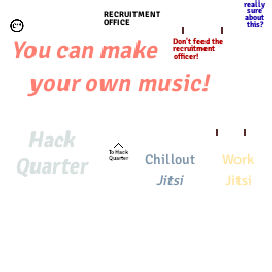 really
sure
about
this?
RECRUITMENT
OFFICE
Don't feed the
recruitment
officer!
You can make
your own music!
Hack
Quarter
To Hack
Quarter
Chillout
Jitsi
Work
Jitsi